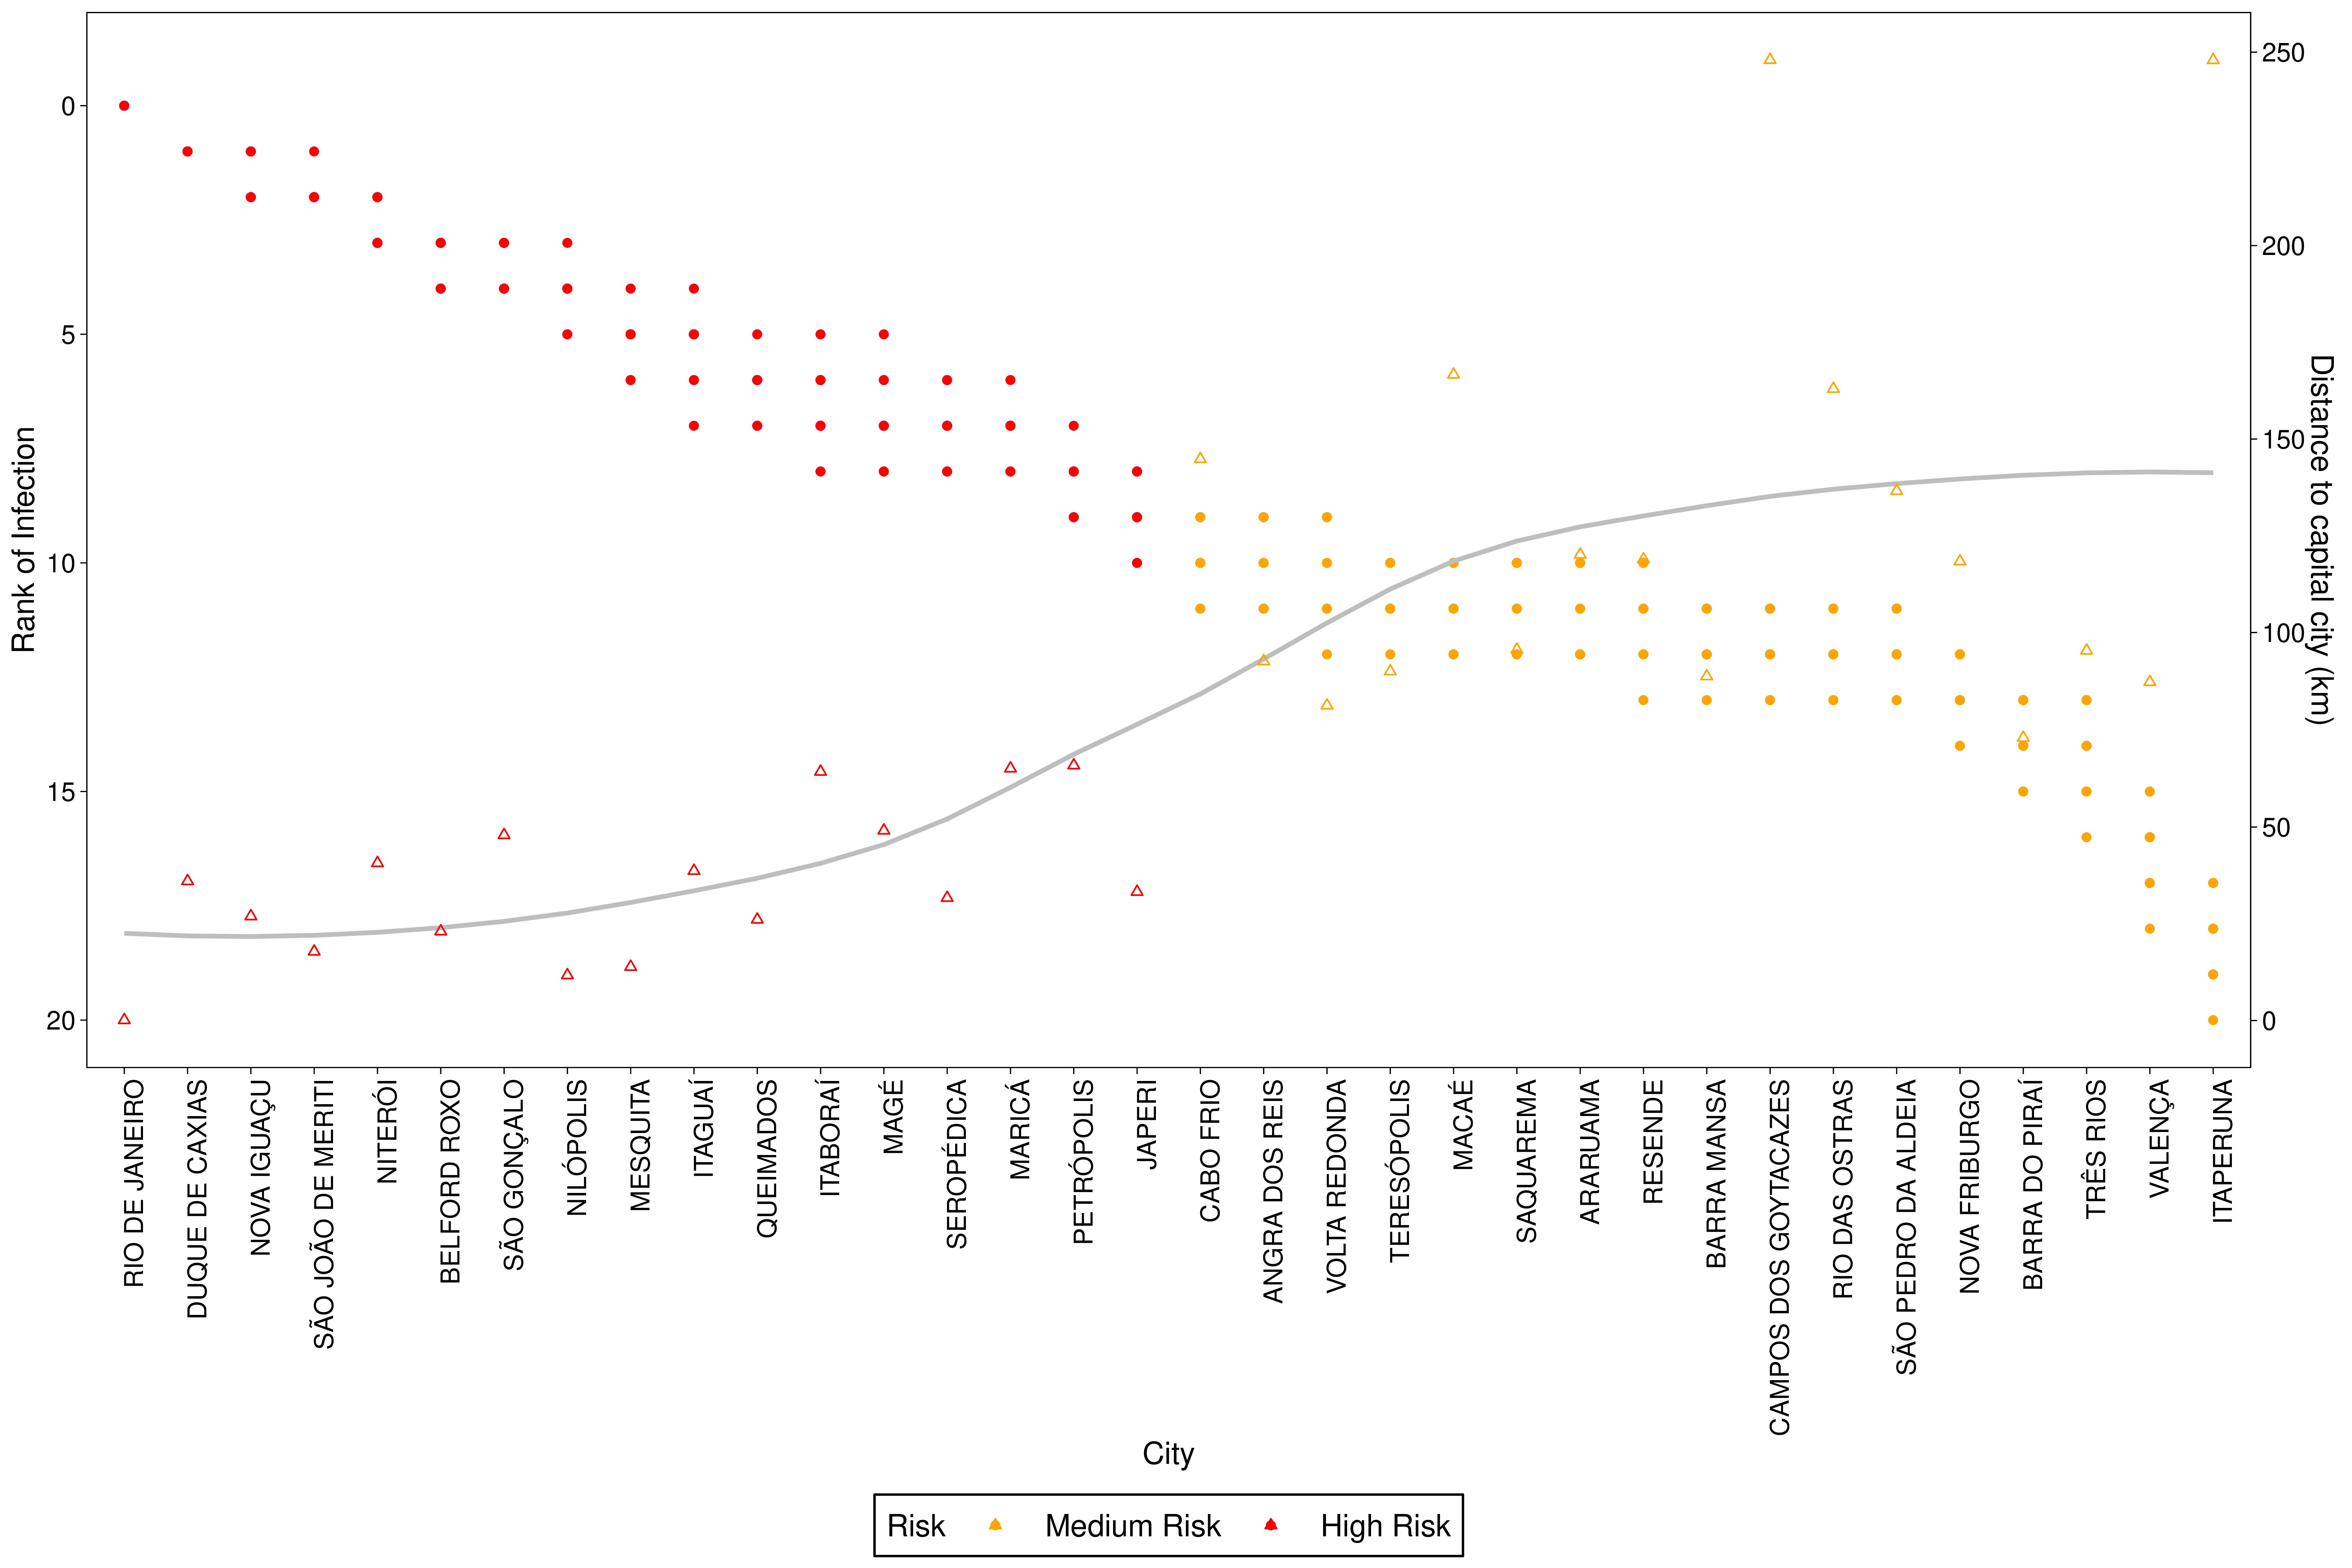 Rank of Infection
0
5
10
15
20
250
200
150
100
50
0
Distance to capital city (km)
RIO DE JANEIRO
DUQUE DE CAXIAS
NOVA IGUAÇU
SÃO JOÃO DE MERITI
NITERÓI
BELFORD ROXO
SÃO GONÇALO
NILÓPOLIS
MESQUITA
ITAGUAÍ
QUEIMADOS
ITABORAÍ
MAGÉ
SEROPÉDICA
MARICÁ
PETRÓPOLIS
JAPERI
CABO FRIO
ANGRA DOS REIS
VOLTA REDONDA
TERESÓPOLIS
MACAÉ
SAQUAREMA
ARARUAMA
RESENDE
BARRA MANSA
CAMPOS DOS GOYTACAZES
RIO DAS OSTRAS
SÃO PEDRO DA ALDEIA
NOVA FRIBURGO
BARRA DO PIRAÍ
TRÊS RIOS
VALENÇA
ITAPERUNA
City
Risk Medium Risk High Risk